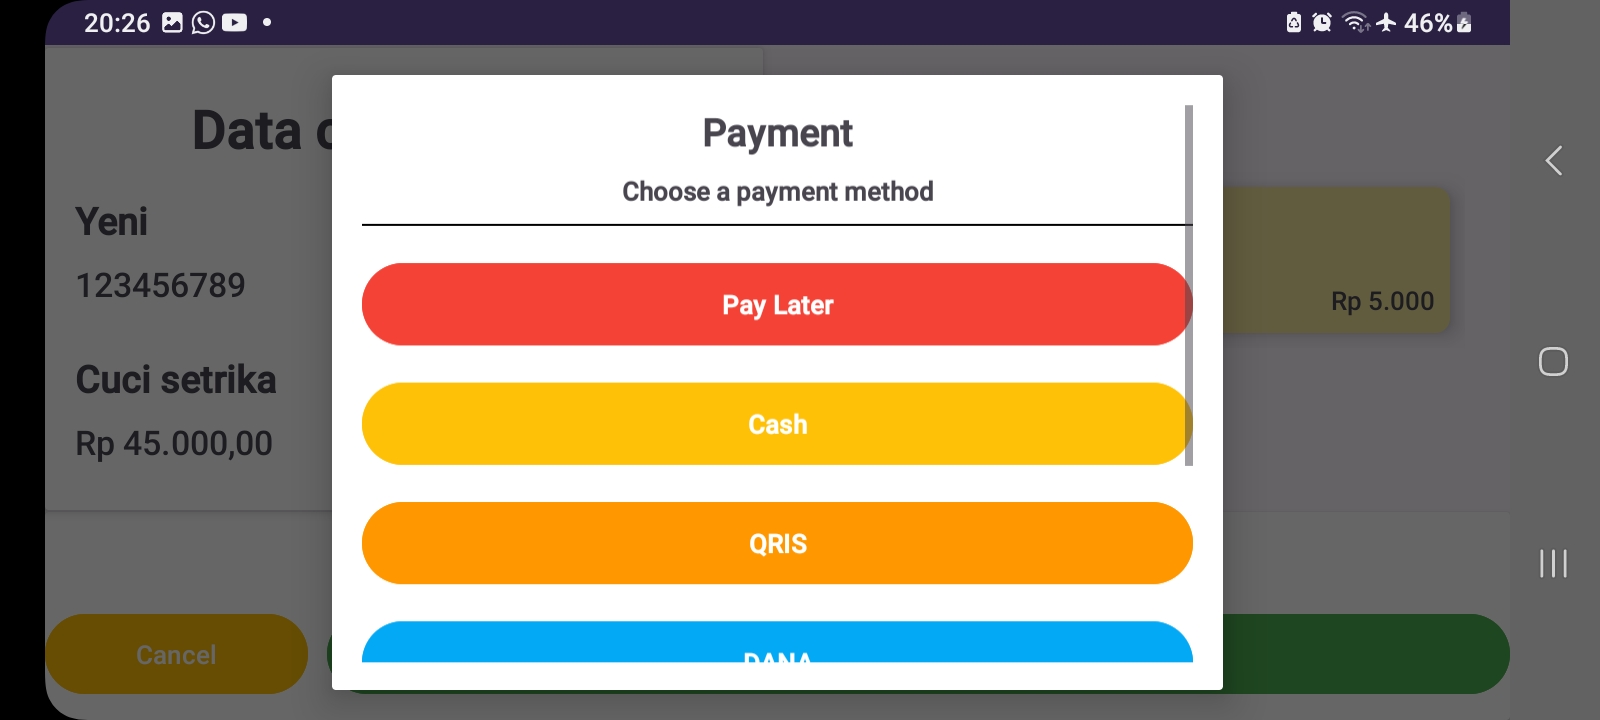 20:26
46%
Data
Payment
Choose a payment method
Yeni
123456789
Pay Later
Rp 5.000
Cuci setrika
Cash
Rp 45.000,00
QRIS
Cancel
DANA